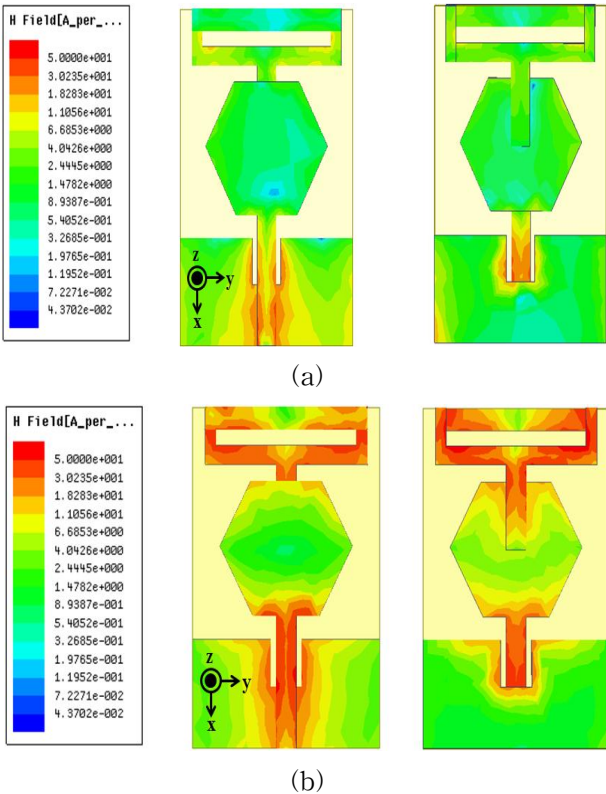 H Field[A_per_...
5.0000e+001
3.0235e+001
1.8283e+001
1.1056e+001
6.6853e+000
4.0426e+000
2.4445e+000
1.4782e+000
8.9387e-001
5.4052e-001
3.2685e-001
1.9765e-001
1.1952e-001
7.2271e-002
4.3702e-002
z
y
x
(a)
H Field[A_per_...
5.0000e+001
3.0235e+001
1.8283e+001
1.1056e+001
6.6853e+000
4.0426e+000
2.4445e+000
1.4782e+000
8.9387e-001
5.4052e-001
3.2685e-001
1.9765e-001
1.1952e-001
7.2271e-002
4.3702e-002
z
y
x
(b)